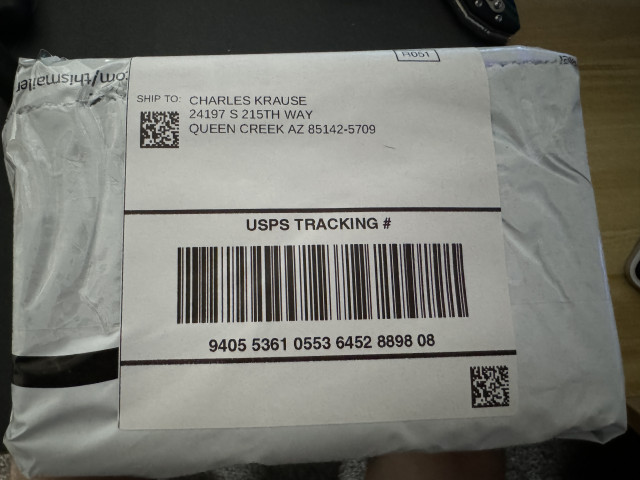 R051
.com/thismailer
SHIP TO: CHARLES KRAUSE
24197 S 215TH WAY
QUEEN CREEK AZ 85142-5709
USPS TRACKING #
9405 5361 0553 6452 8898 08